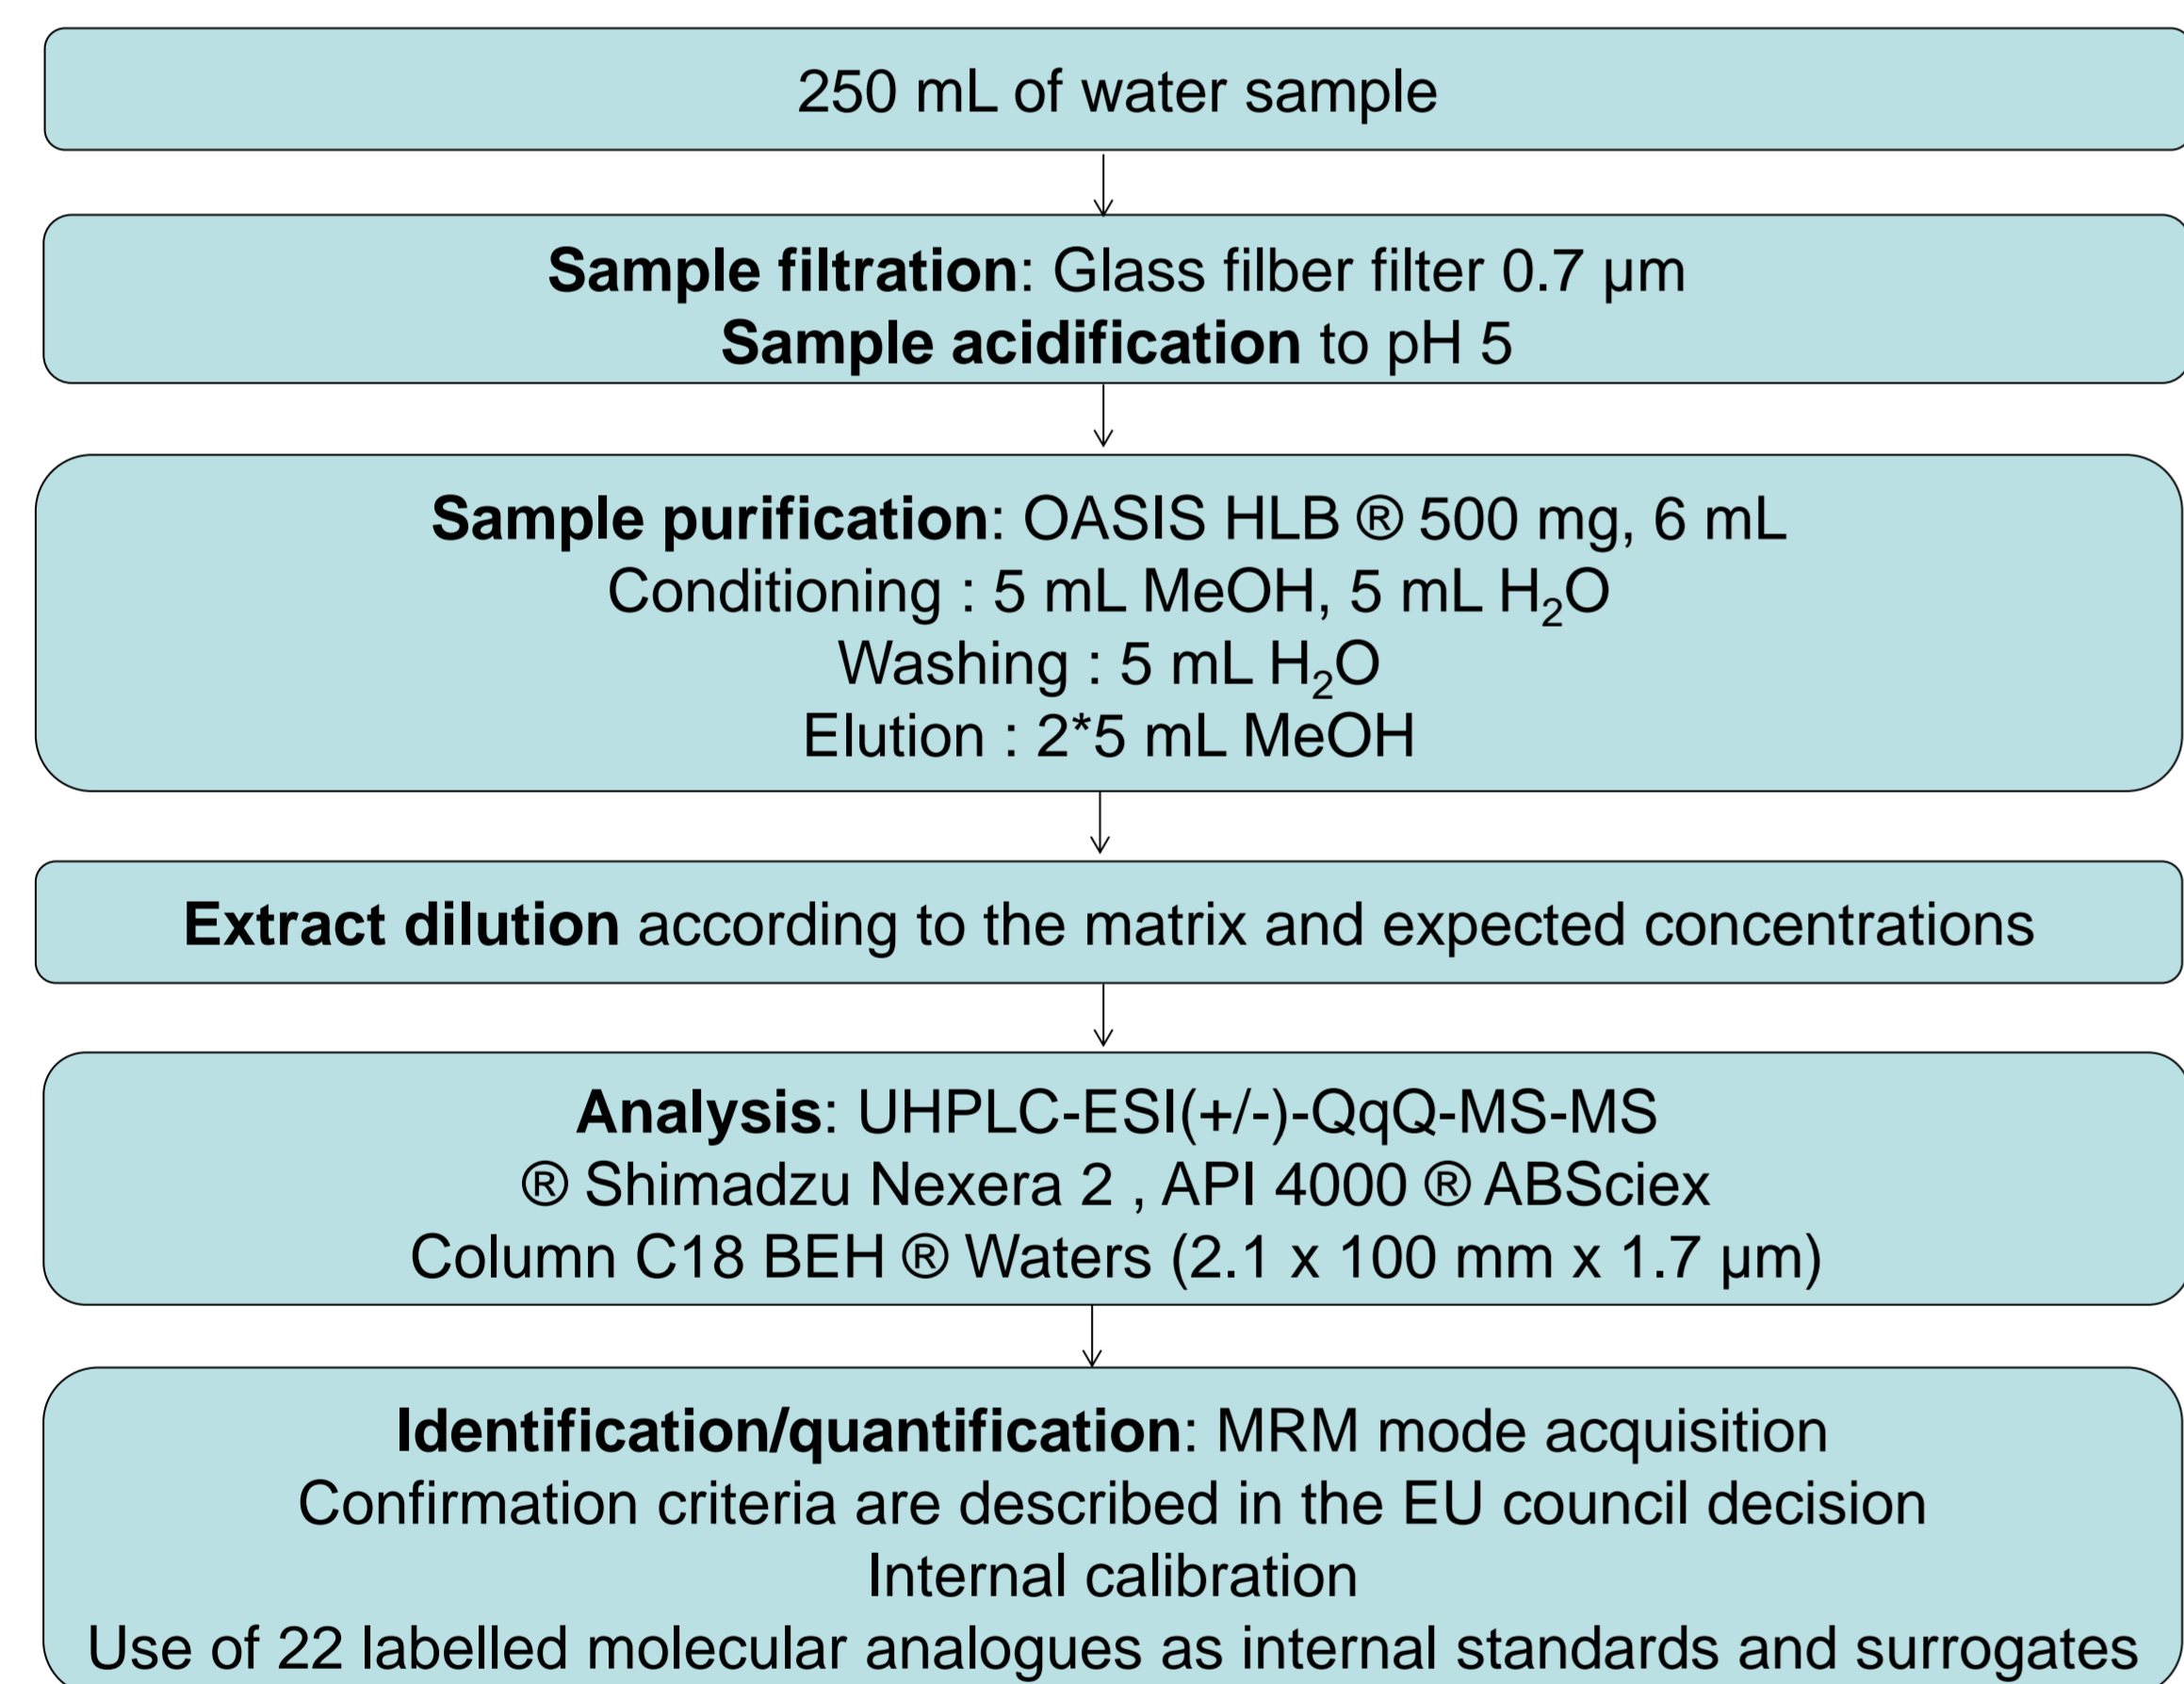 250 mL of water sample
Sample filtration: Glass fiber filter 0.7 µm
Sample acidification to pH 5
Sample purification: OASIS HLB ® 500 mg, 6 mL
Conditioning : 5 mL MeOH, 5 mL H₂O
Washing : 5 mL H₂O
Elution : 2*5 mL MeOH
Extract dilution according to the matrix and expected concentrations
Analysis: UHPLC-ESI(+/-)-QqQ-MS-MS
® Shimadzu Nexera 2 , API 4000 ® ABSciex
Column C18 BEH ® Waters (2.1 x 100 mm x 1.7 µm)
Identification/quantification: MRM mode acquisition
Confirmation criteria are described in the EU council decision
Internal calibration
Use of 22 labelled molecular analogues as internal standards and surrogates